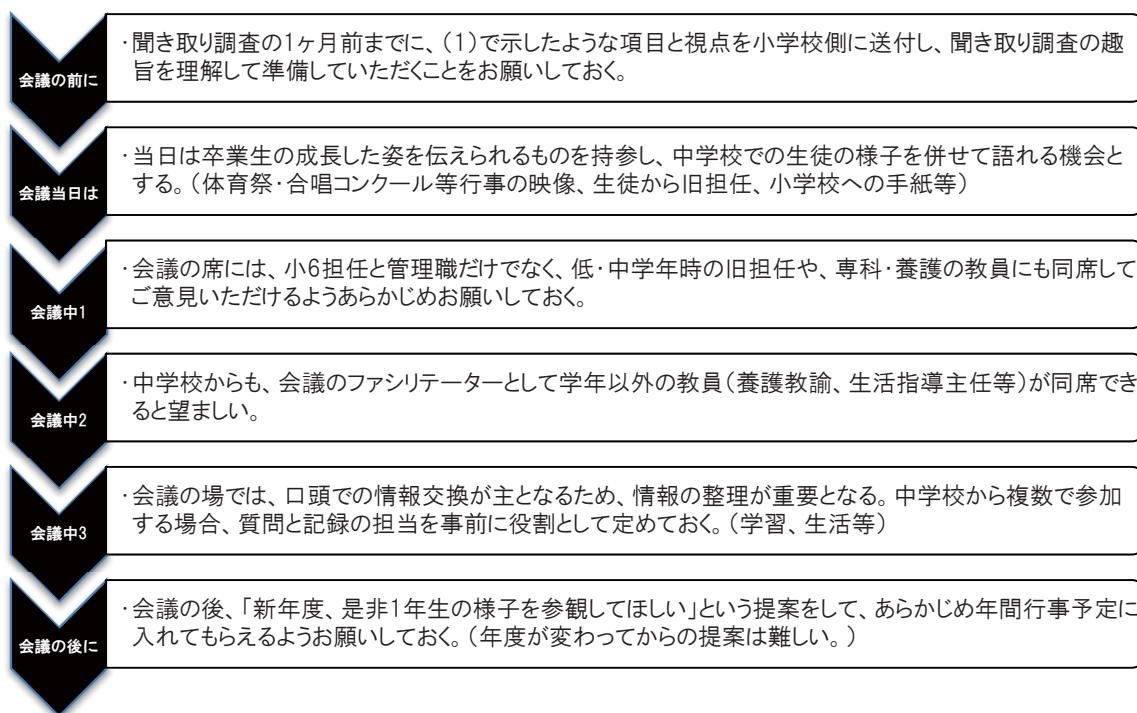 会議の前に
・聞き取り調査の1ヶ月前までに、(1)で示したような項目と視点を小学校側に送付し、聞き取り調査の趣
旨を理解して準備していただくことをお願いしておく。
会議当日は
・当日は卒業生の成長した姿を伝えられるものを持参し、中学校での生徒の様子を併せて語れる機会と
する。(体育祭・合唱コンクール等行事の映像、生徒から旧担任、小学校への手紙等)
会議中1
・会議の席には、小6担任と管理職だけでなく、低・中学年時の旧担任や、専科・養護の教員にも同席して
ご意見いただけるようあらかじめお願いしておく。
会議中2
・中学校からも、会議のファシリテーターとして学年以外の教員(養護教諭、生活指導主任等)が同席でき
ると望ましい。
会議中3
・会議の場では、口頭での情報交換が主となるため、情報の整理が重要となる。中学校から複数で参加
する場合、質問と記録の担当を事前に役割として定めておく。(学習、生活等)
会議の後に
・会議の後、「新年度、是非1年生の様子を参観してほしい」という提案をして、あらかじめ年間行事予定に
入れてもらえるようお願いしておく。(年度が変わってからの提案は難しい。)